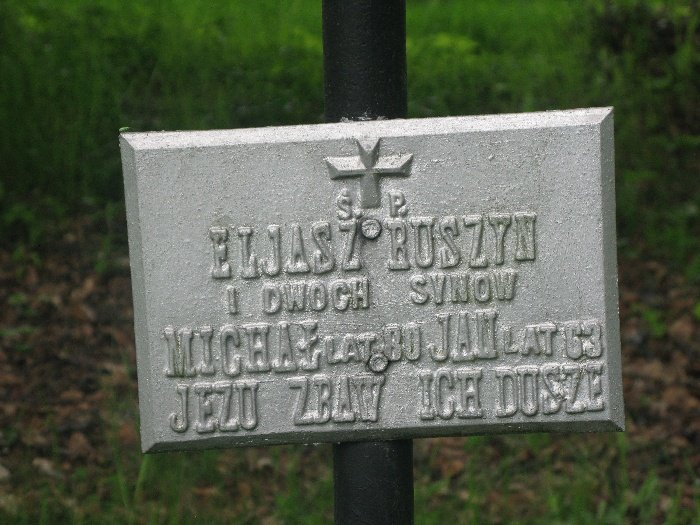 Ś. P.
ELJASZ RUSZYN
I DWOCH SYNOW
MICHAŁ LAT 80 JAN LAT 63
JEZU ZBAW ICH DUSZE